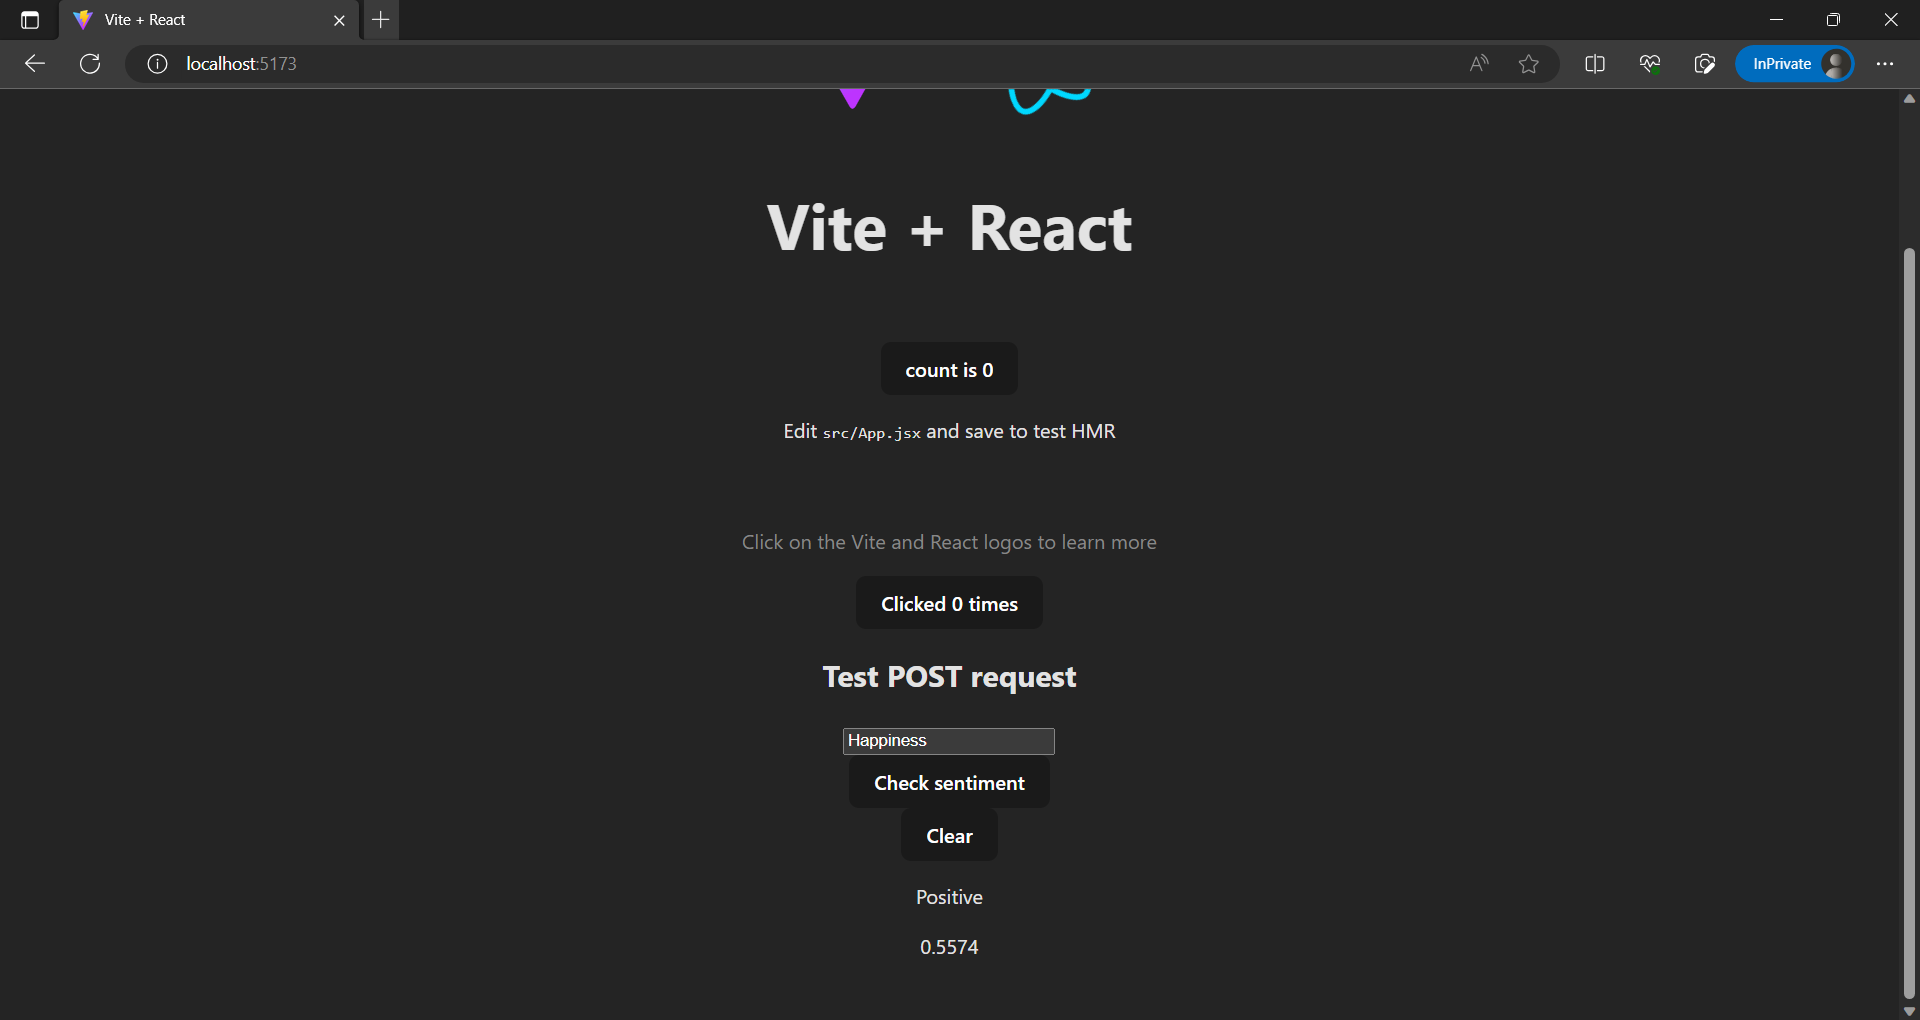 Vite + React
localhost:5173
InPrivate
Vite + React
count is 0
Edit src/App.jsx and save to test HMR
Click on the Vite and React logos to learn more
Clicked 0 times
Test POST request
Happiness
Check sentiment
Clear
Positive
0.5574